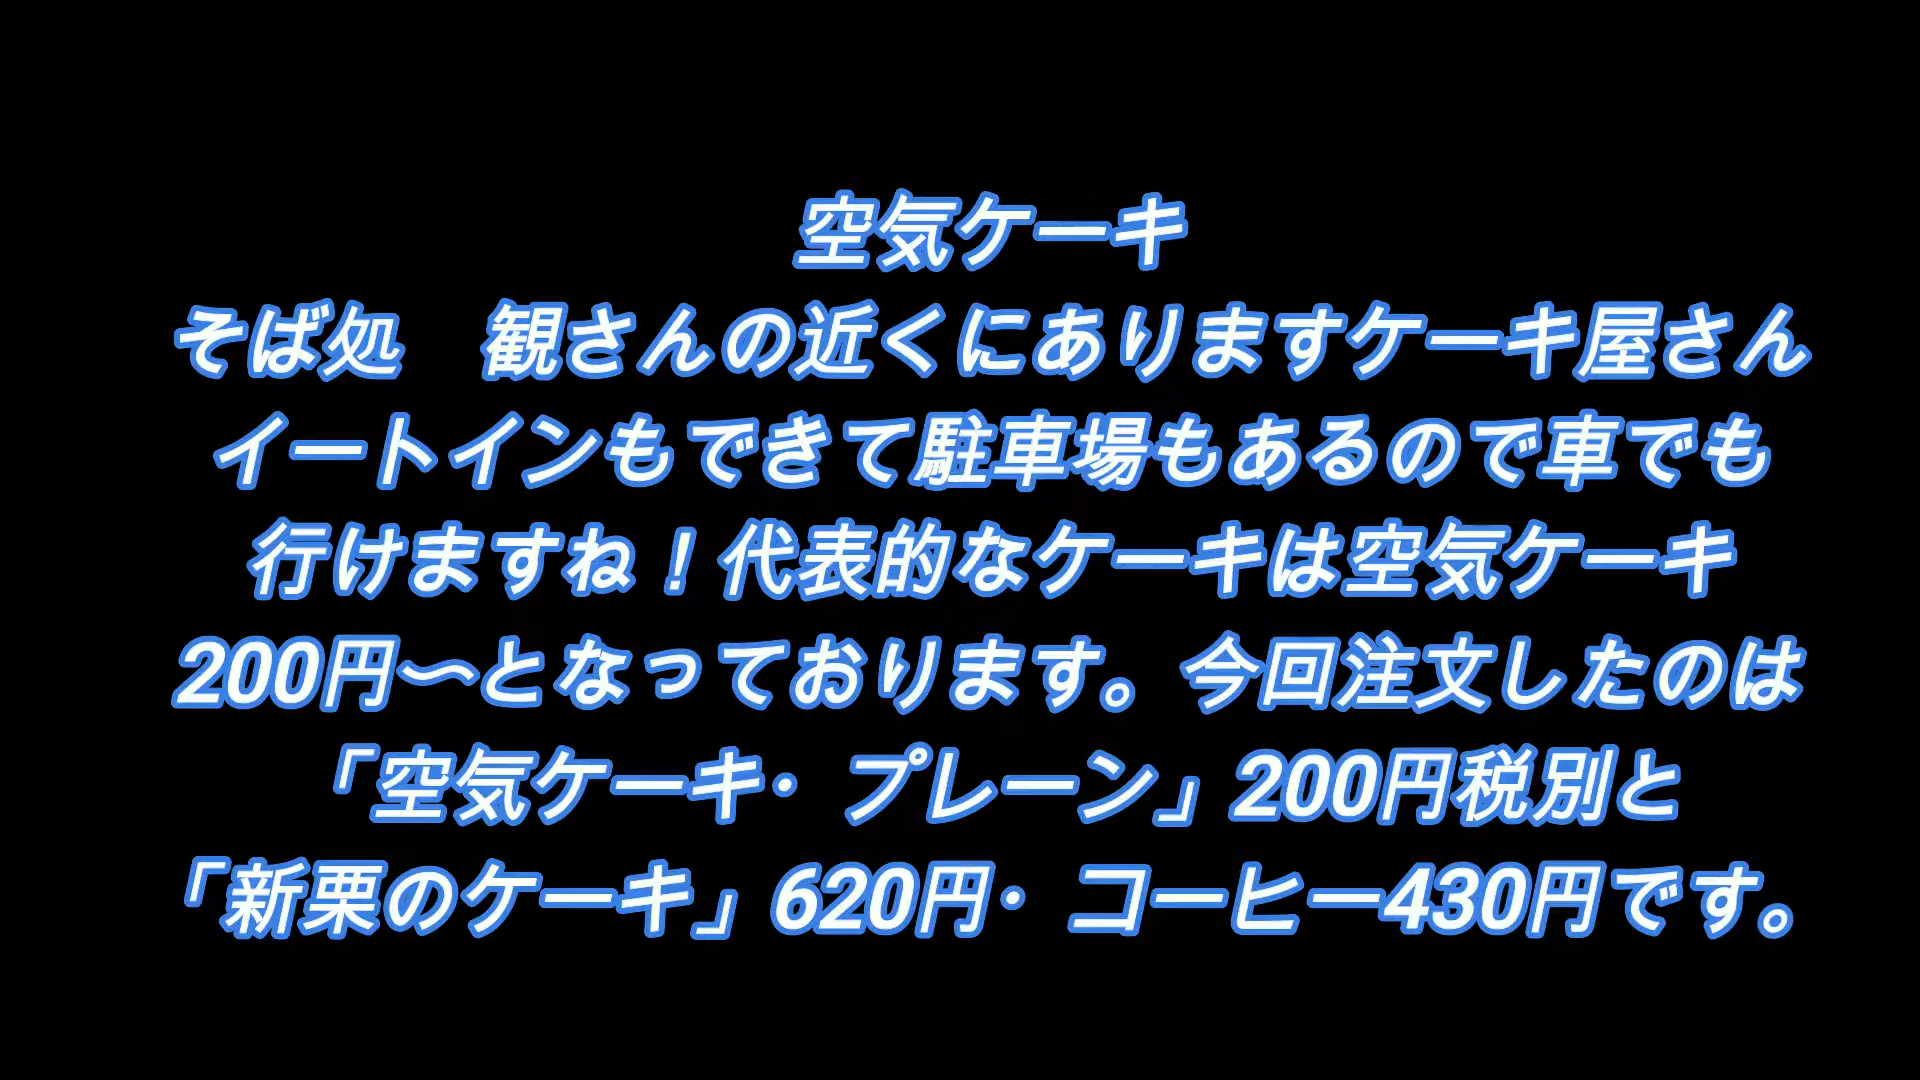 空気ケーキ
そば処　観さんの近くにありますケーキ屋さん
イートインもできて駐車場もあるので車でも
行けますね！代表的なケーキは空気ケーキ
200円〜となっております。今回注文したのは
「空気ケーキ・プレーン」200円税別と
「新栗のケーキ」620円・コーヒー430円です。